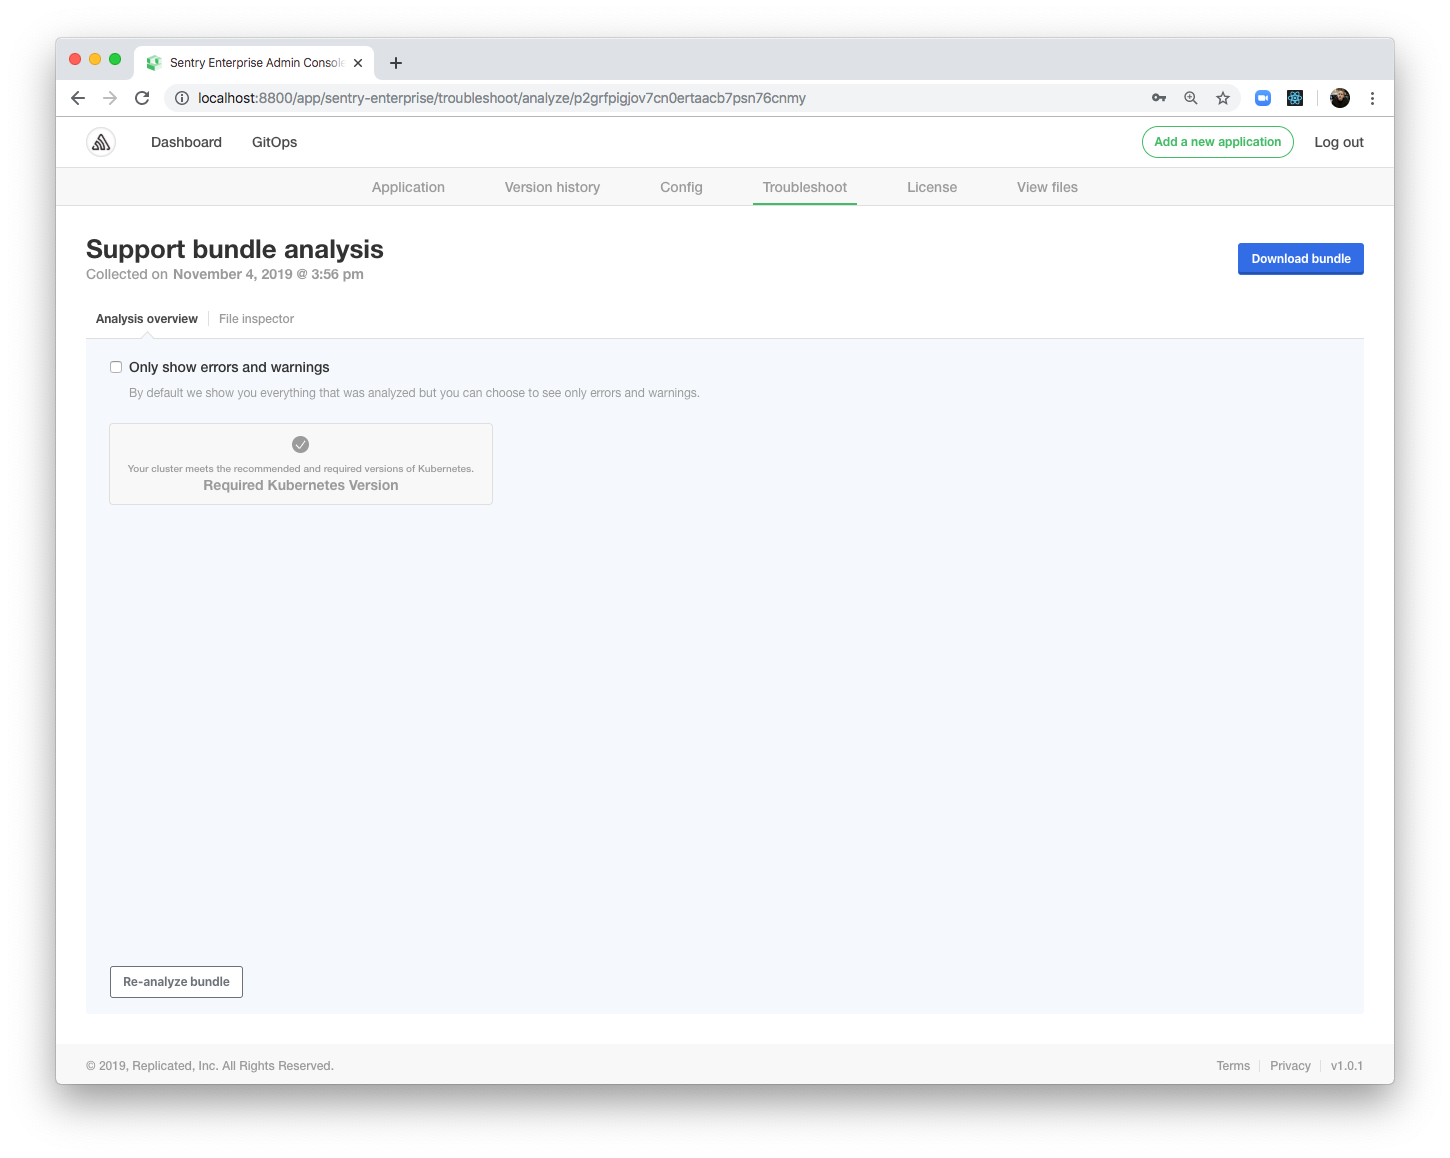 Sentry Enterprise Admin Console
localhost:8800/app/sentry-enterprise/troubleshoot/analyze/p2grfpigjov7cn0ertaacb7psn76cnmy
Dashboard GitOps Add a new application Log out
Application Version history Config Troubleshoot License View files
Support bundle analysis
Collected on November 4, 2019 @ 3:56 pm
Download bundle
Analysis overview File inspector
Only show errors and warnings
By default we show you everything that was analyzed but you can choose to see only errors and warnings.
Your cluster meets the recommended and required versions of Kubernetes.
Required Kubernetes Version
Re-analyze bundle
© 2019, Replicated, Inc. All Rights Reserved. Terms Privacy v1.0.1